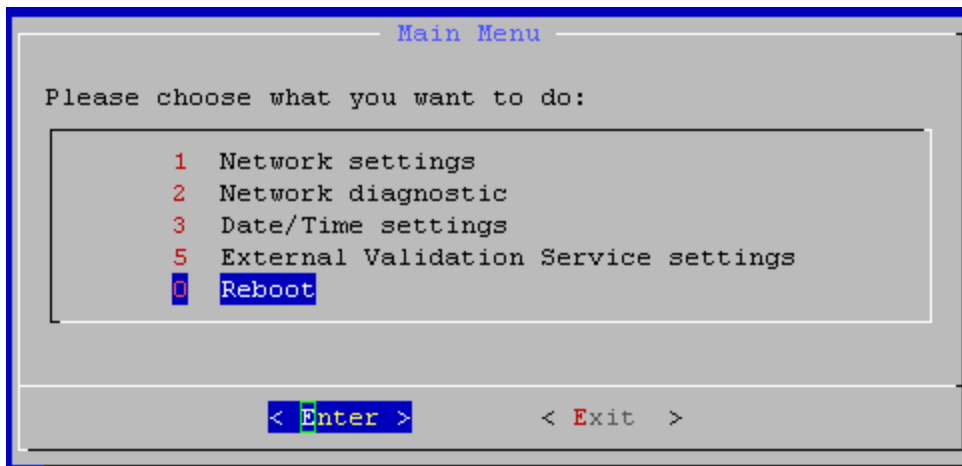 Main Menu
Please choose what you want to do:
1 Network settings
2 Network diagnostic
3 Date/Time settings
5 External Validation Service settings
0 Reboot
< Enter > < Exit >